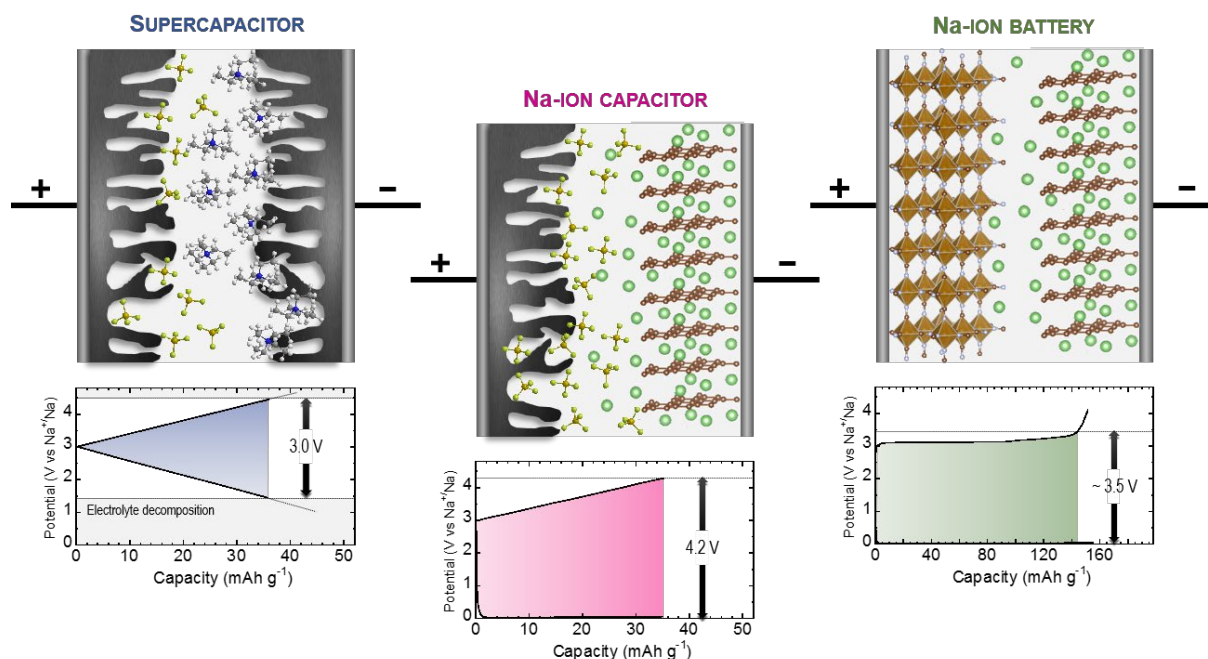 SUPERCAPACITOR
+
−
Potential (V vs Na⁺/Na)
4
3
2
1
0
3.0 V
Electrolyte decomposition
0 10 20 30 40 50
Capacity (mAh g⁻¹)
Na-ION CAPACITOR
+
−
Potential (V vs Na⁺/Na)
4
3
2
1
0
4.2 V
0 10 20 30 40 50
Capacity (mAh g⁻¹)
Na-ION BATTERY
+
−
Potential (V vs Na⁺/Na)
4
3
2
1
0
~ 3.5 V
0 40 80 120 160
Capacity (mAh g⁻¹)